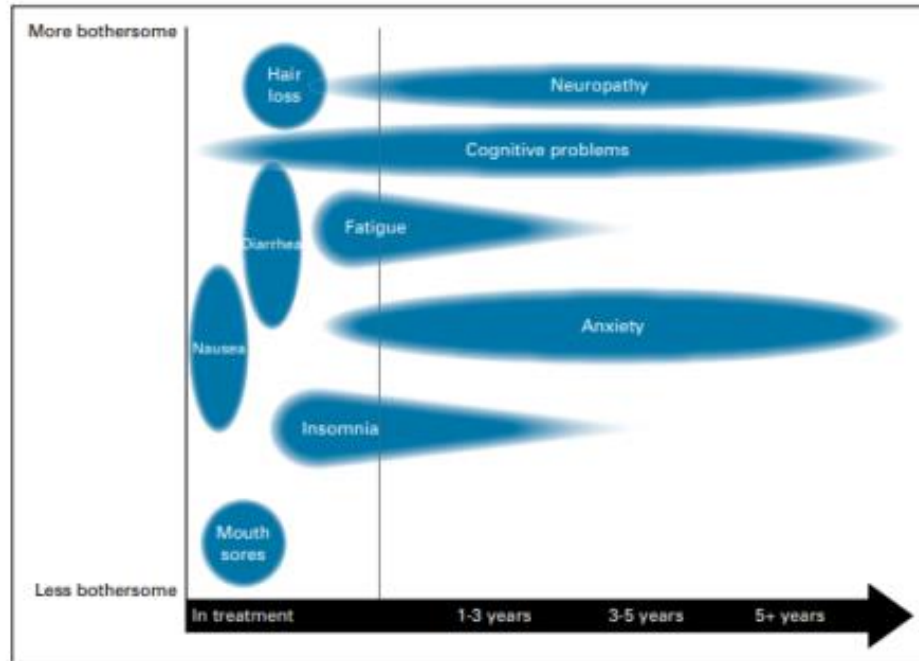 More bothersome
Hair
loss
Neuropathy
Cognitive problems
Fatigue
Diarrhea
Anxiety
Nausea
Insomnia
Mouth
sores
Less bothersome
In treatment 1-3 years 3-5 years 5+ years